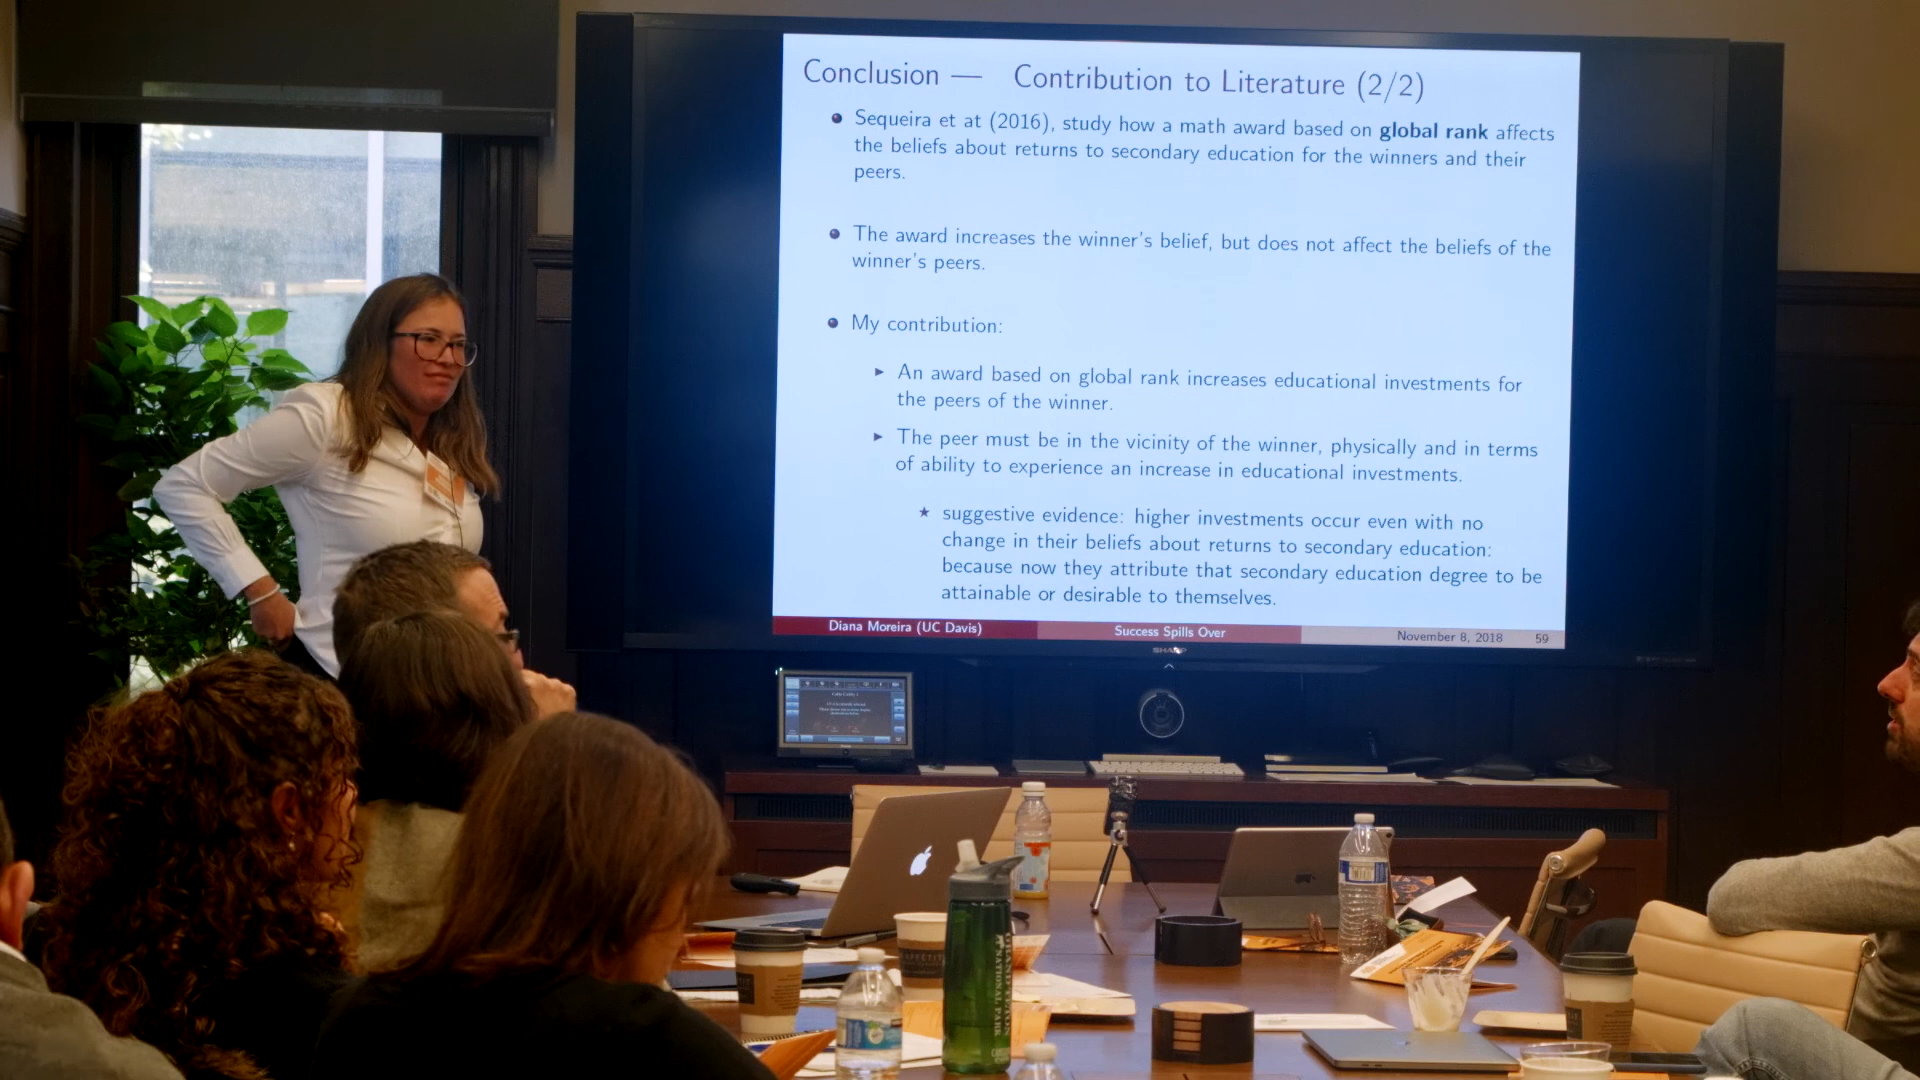 Conclusion — Contribution to Literature (2/2)
Sequeira et at (2016), study how a math award based on global rank affects
the beliefs about returns to secondary education for the winners and their
peers.
The award increases the winner's belief, but does not affect the beliefs of the
winner's peers.
My contribution:
An award based on global rank increases educational investments for
the peers of the winner.
The peer must be in the vicinity of the winner, physically and in terms
of ability to experience an increase in educational investments.
suggestive evidence: higher investments occur even with no
change in their beliefs about returns to secondary education:
because now they attribute that secondary education degree to be
attainable or desirable to themselves.
Diana Moreira (UC Davis) Success Spills Over November 8, 2018 59
SHARP
NATIONAL PARK